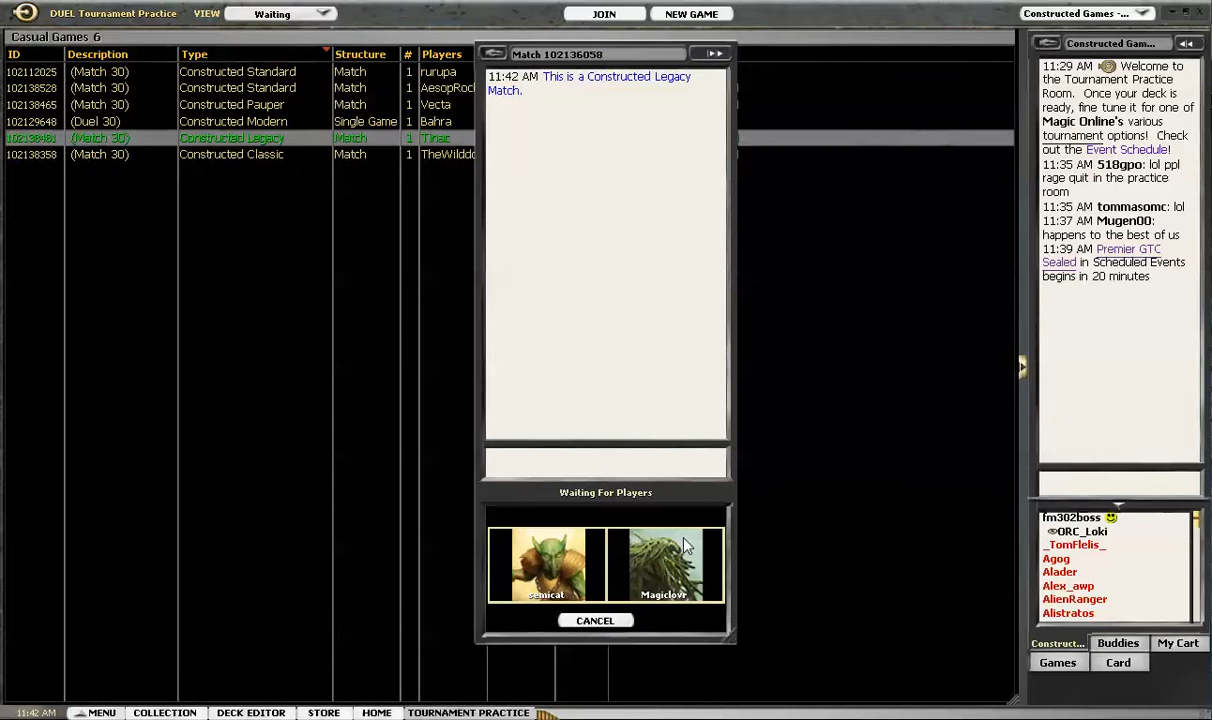 DUEL Tournament Practice VIEW Waiting JOIN NEW GAME Constructed Games -...
Casual Games 6
ID Description Type Structure # Players
102112025 (Match 30) Constructed Standard Match 1 rurupa
102138528 (Match 30) Constructed Standard Match 1 AesopRoc
102138465 (Match 30) Constructed Pauper Match 1 Vecta
102129648 (Duel 30) Constructed Modern Single Game 1 Bahra
(Match 30) Constructed Legacy Match 1 Tinac
102138358 (Match 30) Constructed Classic Match 1 TheWilddo
Match 102136058
11:42 AM This is a Constructed Legacy
Match.
Waiting For Players
semicat Magiclovr
CANCEL
Constructed Gam...
11:29 AM Welcome to
the Tournament Practice
Room. Once your deck is
ready, fine tune it for one of
Magic Online's various
tournament options! Check
out the Event Schedule!
11:35 AM 518gpo: lol ppl
rage quit in the practice
room
11:35 AM tommasomc: lol
11:37 AM Mugen00:
happens to the best of us
11:39 AM Premier GTC
Sealed in Scheduled Events
begins in 20 minutes
fm302boss
ORC_Loki
_TomFlelis_
Agog
Alader
Alex_awp
AlienRanger
Alistratos
Construct... Buddies My Cart
Games Card
11:42 AM MENU COLLECTION DECK EDITOR STORE HOME TOURNAMENT PRACTICE